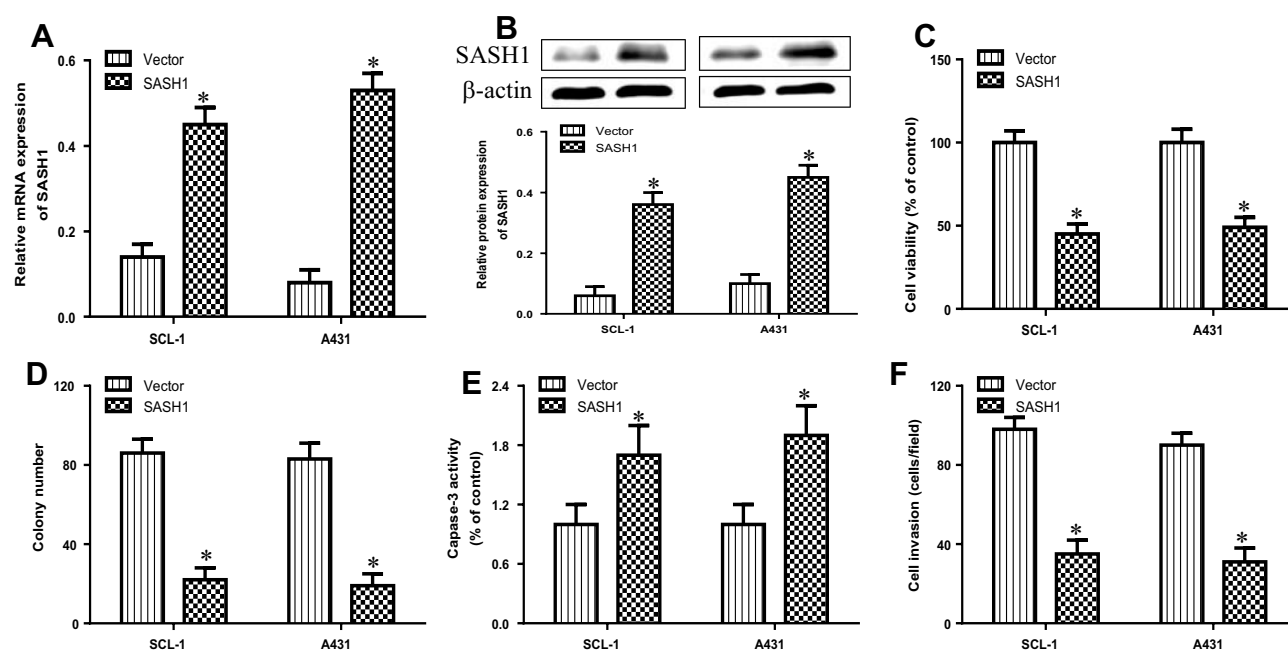 A
Vector
SASH1
Relative mRNA expression
of SASH1
0.6
0.4
0.2
0.0
*
*
SCL-1
A431
B
SASH1
β-actin
Vector
SASH1
Relative protein expression
of SASH1
0.6
0.4
0.2
0.0
*
*
SCL-1
A431
C
Vector
SASH1
Cell viability (% of control)
150
100
50
0
*
*
SCL-1
A431
D
Vector
SASH1
Colony number
120
80
40
0
*
*
SCL-1
A431
E
Vector
SASH1
Capase-3 activity
(% of control)
2.4
1.8
1.2
0.6
0.0
*
*
SCL-1
A431
F
Vector
SASH1
Cell invasion (cells/field)
120
80
40
0
*
*
SCL-1
A431